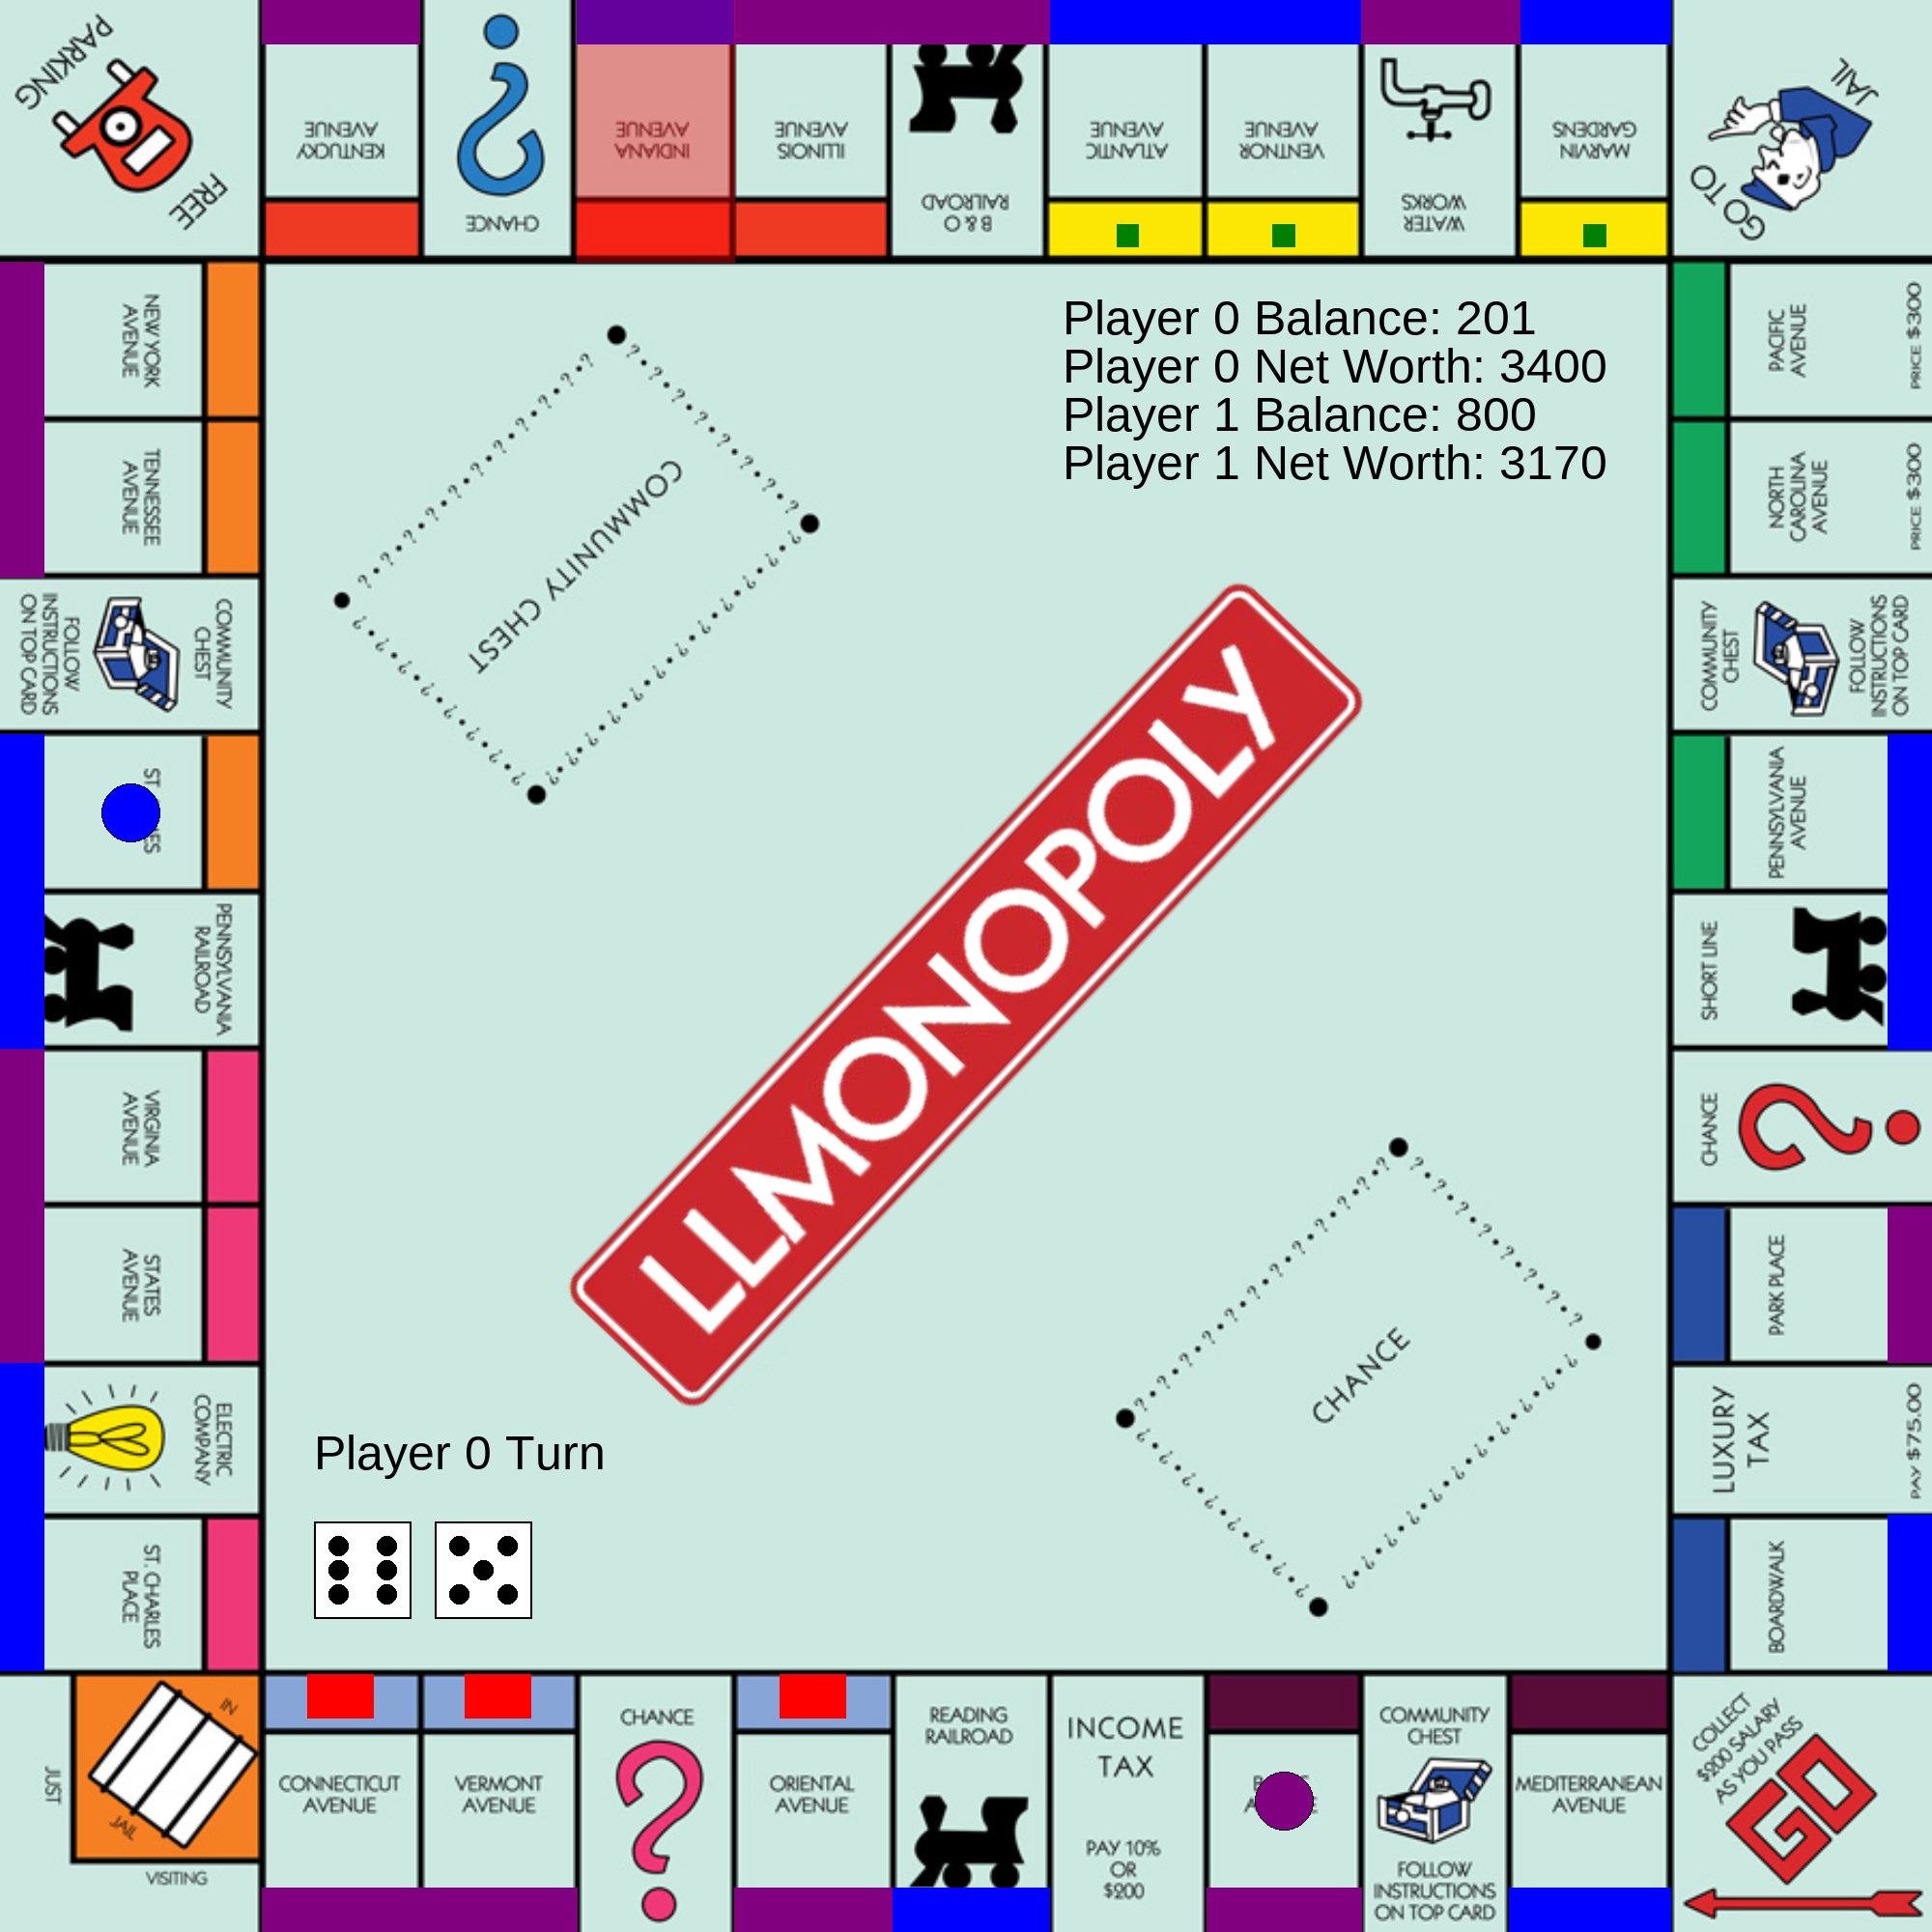 FREE
PARKING
KENTUCKY
AVENUE
CHANCE
INDIANA
AVENUE
ILLINOIS
AVENUE
B & O
RAILROAD
ATLANTIC
AVENUE
VENTNOR
AVENUE
WATER
WORKS
MARVIN
GARDENS
GO TO
JAIL
NEW YORK
AVENUE
TENNESSEE
AVENUE
COMMUNITY
CHEST
FOLLOW
INSTRUCTIONS
ON TOP CARD
ST
ES
PENNSYLVANIA
RAILROAD
VIRGINIA
AVENUE
STATES
AVENUE
ELECTRIC
COMPANY
ST. CHARLES
PLACE
Player 0 Balance: 201
Player 0 Net Worth: 3400
Player 1 Balance: 800
Player 1 Net Worth: 3170
COMMUNITY CHEST
LLMONOPOLY
CHANCE
Player 0 Turn
PACIFIC
AVENUE
PRICE $300
NORTH
CAROLINA
AVENUE
PRICE $300
COMMUNITY
CHEST
FOLLOW
INSTRUCTIONS
ON TOP CARD
PENNSYLVANIA
AVENUE
SHORT LINE
CHANCE
PARK PLACE
LUXURY
TAX
PAY $75.00
BOARDWALK
JUST
VISITING
IN
JAIL
CONNECTICUT
AVENUE
VERMONT
AVENUE
CHANCE
ORIENTAL
AVENUE
READING
RAILROAD
INCOME
TAX
PAY 10%
OR
$200
COMMUNITY
CHEST
FOLLOW
INSTRUCTIONS
ON TOP CARD
MEDITERRANEAN
AVENUE
COLLECT
$200 SALARY
AS YOU PASS
GO